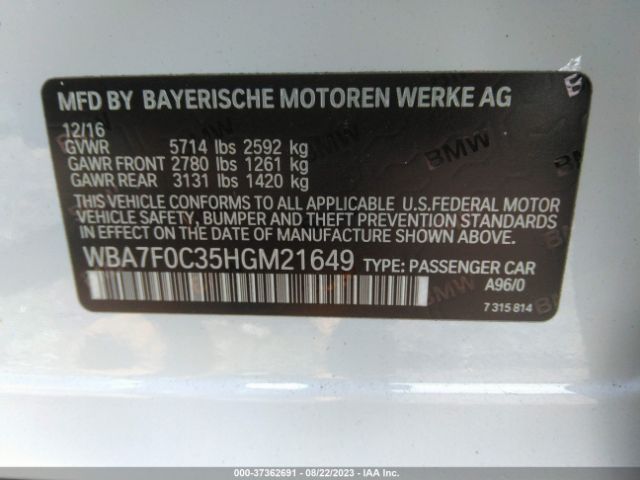 MFD BY BAYERISCHE MOTOREN WERKE AG
12/16
GVWR 5714 lbs 2592 kg
GAWR FRONT 2780 lbs 1261 kg
GAWR REAR 3131 lbs 1420 kg
THIS VEHICLE CONFORMS TO ALL APPLICABLE U.S.FEDERAL MOTOR
VEHICLE SAFETY, BUMPER AND THEFT PREVENTION STANDARDS
IN EFFECT ON THE DATE OF MANUFACTURE SHOWN ABOVE.
WBA7F0C35HGM21649 TYPE: PASSENGER CAR
A96/0
7 315 814
BMW
BMW
000-37362691 - 08/22/2023 - IAA Inc.